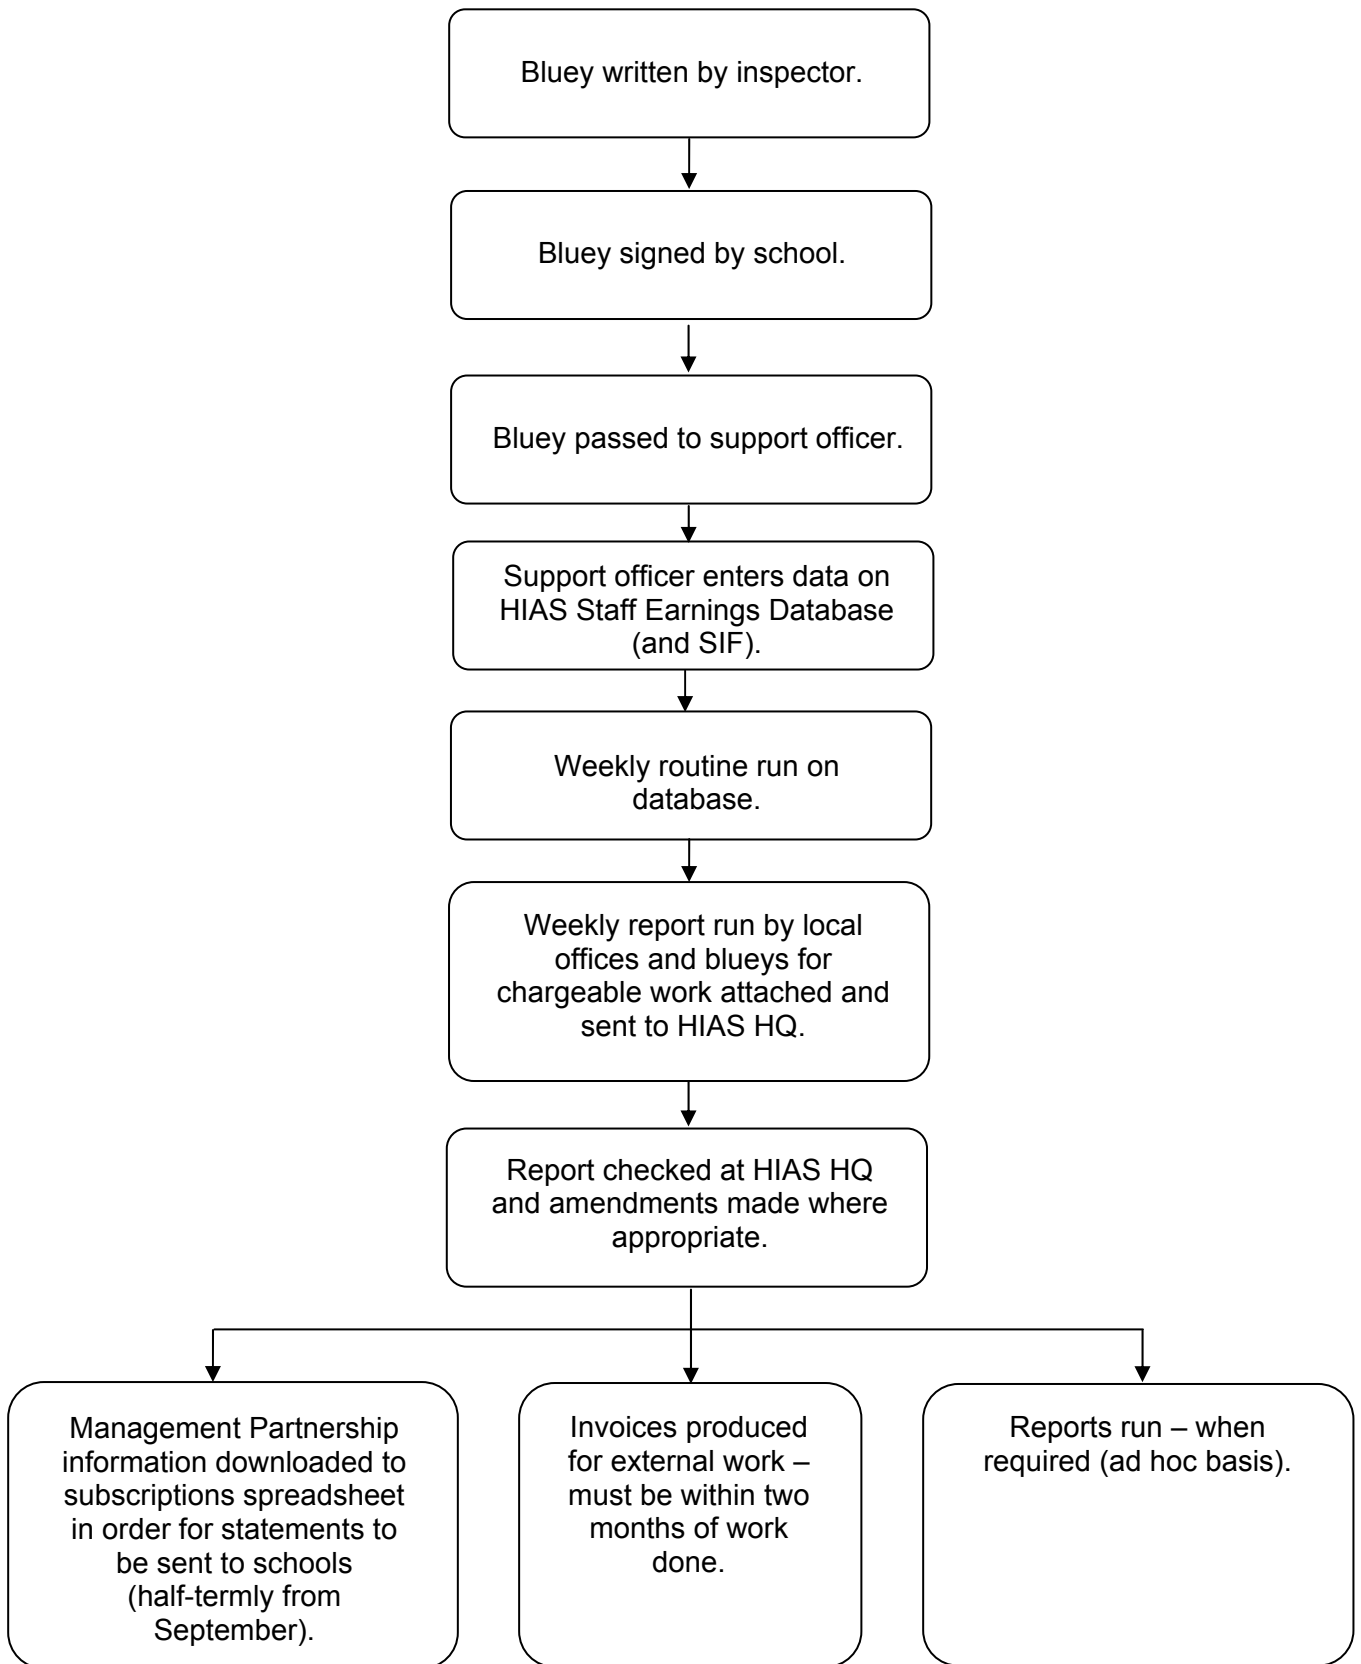 Bluey written by inspector.
Bluey signed by school.
Bluey passed to support officer.
Support officer enters data on
HIAS Staff Earnings Database
(and SIF).
Weekly routine run on
database.
Weekly report run by local
offices and blueys for
chargeable work attached and
sent to HIAS HQ.
Report checked at HIAS HQ
and amendments made where
appropriate.
Management Partnership
information downloaded to
subscriptions spreadsheet
in order for statements to
be sent to schools
(half-termly from
September).
Invoices produced
for external work –
must be within two
months of work
done.
Reports run – when
required (ad hoc basis).